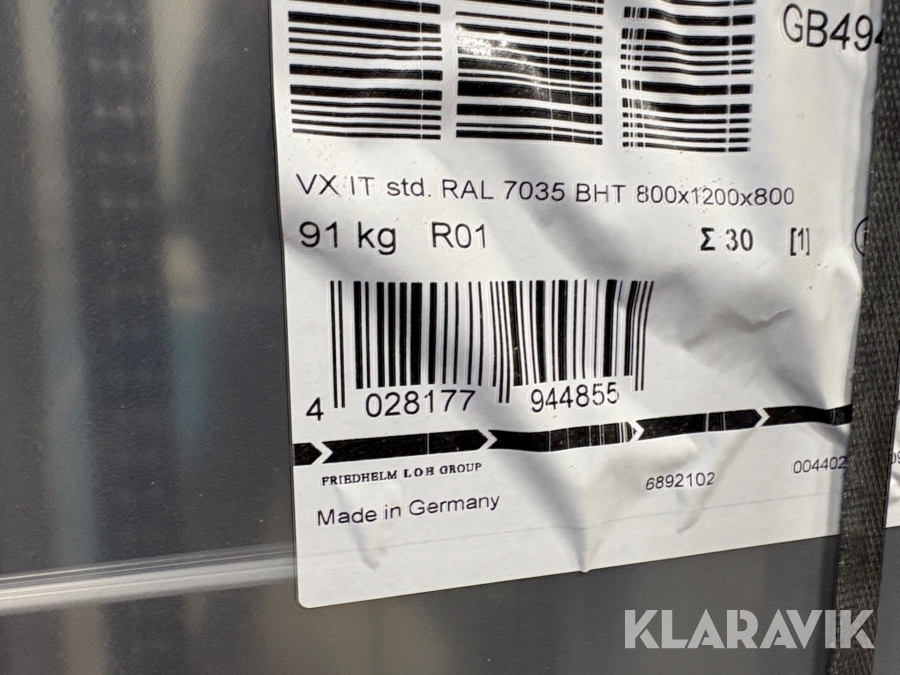 GB494
VX IT std. RAL 7035 BHT 800x1200x800
91 kg R01 Σ 30 [1]
4 028177 944855
FRIEDHELM LOH GROUP
6892102
004402
Made in Germany
KLARAVIK